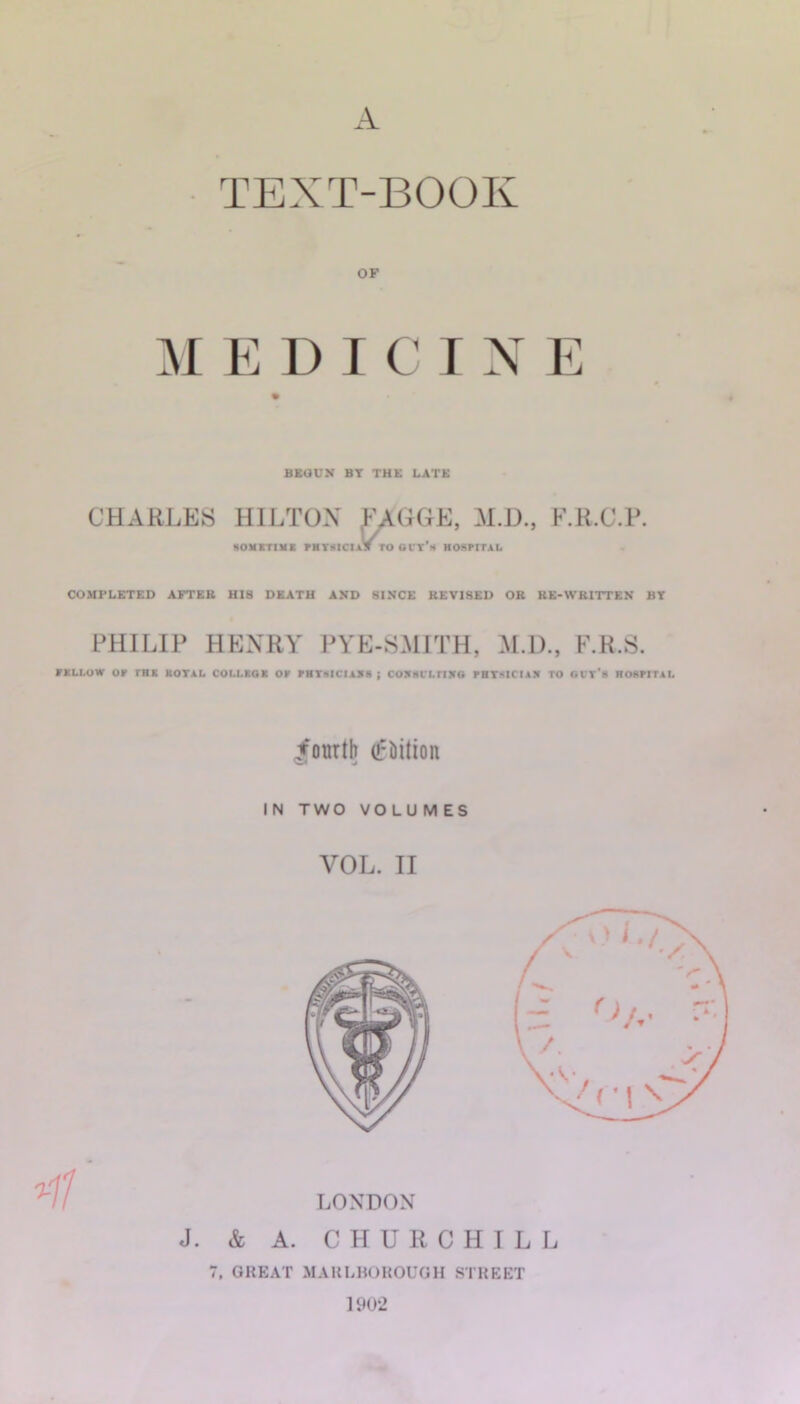 A
TEXT-BOOK
OF
MEDICINE
BEGUN BY THE LATE
CHARLES HILTON FAGGE, M.D., F.R.C.P.
SOMETIME PHYSICIAN TO GUY'S HOSPITAL
COMPLETED AFTER HIS DEATH AND SINCE REVISED OR RE-WRITTEN BY
PHILIP HENRY PYE-SMITH, M.D., F.R.S.
FELLOW OF THE ROYAL COLLEGE OF PHYSICIANS; CONSULTING PHYSICIAN TO GUY'S HOSPITAL
Fourth Edition
IN TWO VOLUMES
VOL. II
LONDON
J. & A. CHURCHILL
7, GREAT MARLBOROUGH STREET
1902